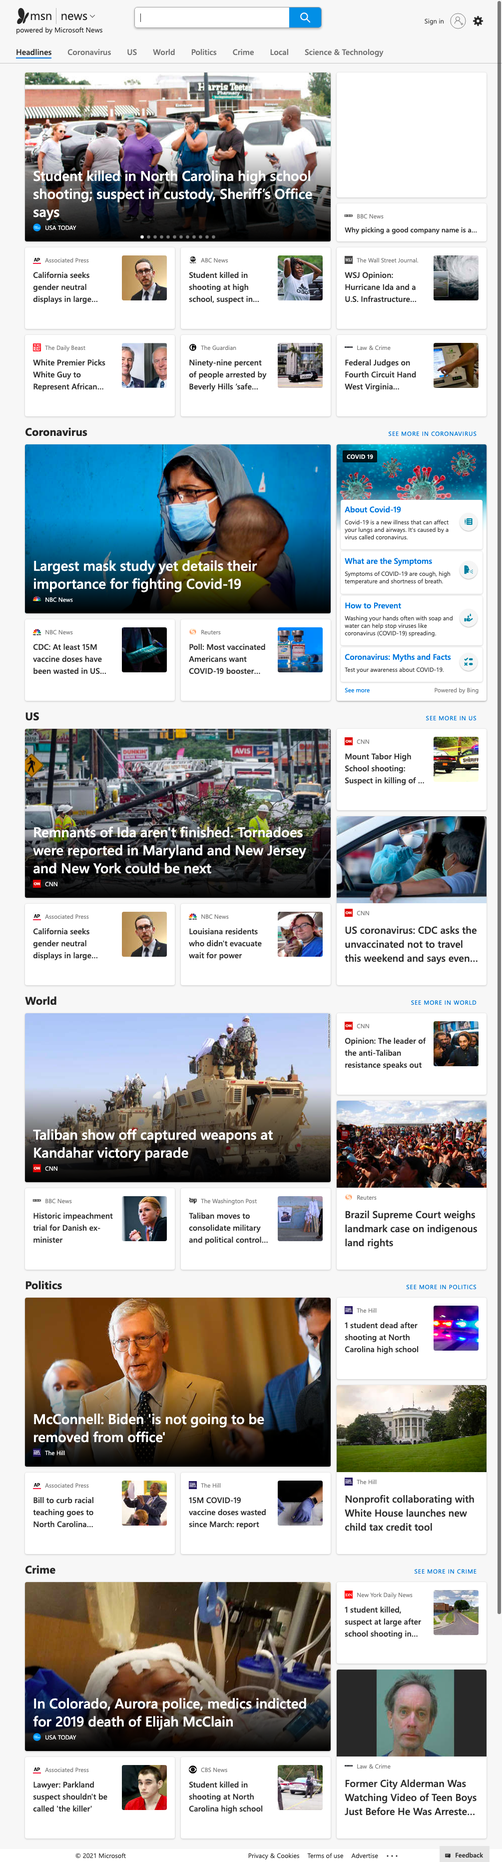 msn news
powered by Microsoft News
Sign in
Headlines Coronavirus US World Politics Crime Local Science & Technology
Harris Teeter
Pharmacy
Student killed in North Carolina high school
shooting; suspect in custody, Sheriff's Office
says
USA TODAY
BBC News
Why picking a good company name is a...
Associated Press
California seeks
gender neutral
displays in large...
ABC News
Student killed in
shooting at high
school, suspect in...
The Wall Street Journal.
WSJ Opinion:
Hurricane Ida and a
U.S. Infrastructure...
The Daily Beast
White Premier Picks
White Guy to
Represent African...
The Guardian
Ninety-nine percent
of people arrested by
Beverly Hills 'safe...
Law & Crime
Federal Judges on
Fourth Circuit Hand
West Virginia...
Coronavirus
SEE MORE IN CORONAVIRUS
Largest mask study yet details their
importance for fighting Covid-19
NBC News
COVID 19
About Covid-19
Covid-19 is a new illness that can affect
your lungs and airways. It's caused by a
virus called coronavirus.
What are the Symptoms
Symptoms of COVID-19 are cough, high
temperature and shortness of breath.
How to Prevent
Washing your hands often with soap and
water can help stop viruses like
coronavirus (COVID-19) spreading.
Coronavirus: Myths and Facts
Test your awareness about COVID-19.
See more
Powered by Bing
NBC News
CDC: At least 15M
vaccine doses have
been wasted in US...
Reuters
Poll: Most vaccinated
Americans want
COVID-19 booster...
US
SEE MORE IN US
DUNKIN'
AVIS
Remnants of Ida aren't finished. Tornadoes
were reported in Maryland and New Jersey
and New York could be next
CNN
CNN
Mount Tabor High
School shooting:
Suspect in killing of ...
SHERIFF
CNN
US coronavirus: CDC asks the
unvaccinated not to travel
this weekend and says even...
Associated Press
California seeks
gender neutral
displays in large...
NBC News
Louisiana residents
who didn't evacuate
wait for power
World
SEE MORE IN WORLD
Taliban show off captured weapons at
Kandahar victory parade
CNN
CNN
Opinion: The leader of
the anti-Taliban
resistance speaks out
Reuters
Brazil Supreme Court weighs
landmark case on indigenous
land rights
BBC News
Historic impeachment
trial for Danish ex-
minister
The Washington Post
Taliban moves to
consolidate military
and political control...
Politics
SEE MORE IN POLITICS
McConnell: Biden 'is not going to be
removed from office'
The Hill
The Hill
1 student dead after
shooting at North
Carolina high school
The Hill
Nonprofit collaborating with
White House launches new
child tax credit tool
Associated Press
Bill to curb racial
teaching goes to
North Carolina...
The Hill
15M COVID-19
vaccine doses wasted
since March: report
Crime
SEE MORE IN CRIME
In Colorado, Aurora police, medics indicted
for 2019 death of Elijah McClain
USA TODAY
New York Daily News
1 student killed,
suspect at large after
school shooting in...
Law & Crime
Former City Alderman Was
Watching Video of Teen Boys
Just Before He Was Arreste...
Associated Press
Lawyer: Parkland
suspect shouldn't be
called 'the killer'
CBS News
Student killed in
shooting at North
Carolina high school
© 2021 Microsoft
Privacy & Cookies Terms of use Advertise ...
Feedback